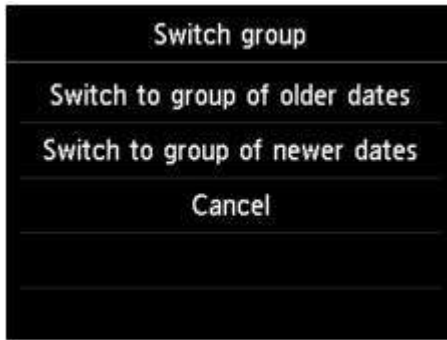 Switch group
Switch to group of older dates
Switch to group of newer dates
Cancel